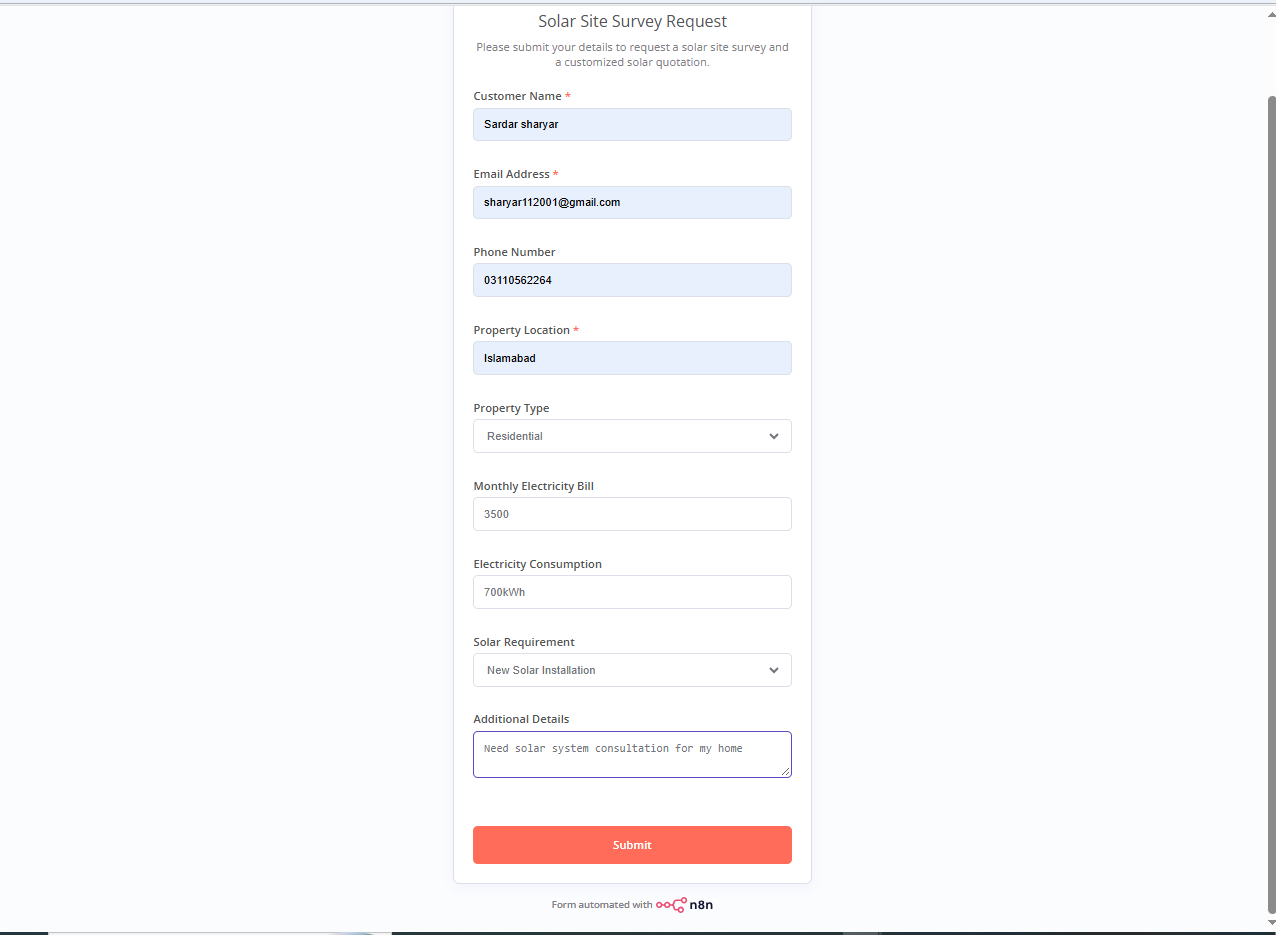 Solar Site Survey Request
Please submit your details to request a solar site survey and
a customized solar quotation.
Customer Name *
Sardar sharyar
Email Address *
sharyar112001@gmail.com
Phone Number
03110562264
Property Location *
Islamabad
Property Type
Residential
Monthly Electricity Bill
3500
Electricity Consumption
700kWh
Solar Requirement
New Solar Installation
Additional Details
Need solar system consultation for my home
Submit
Form automated with n8n